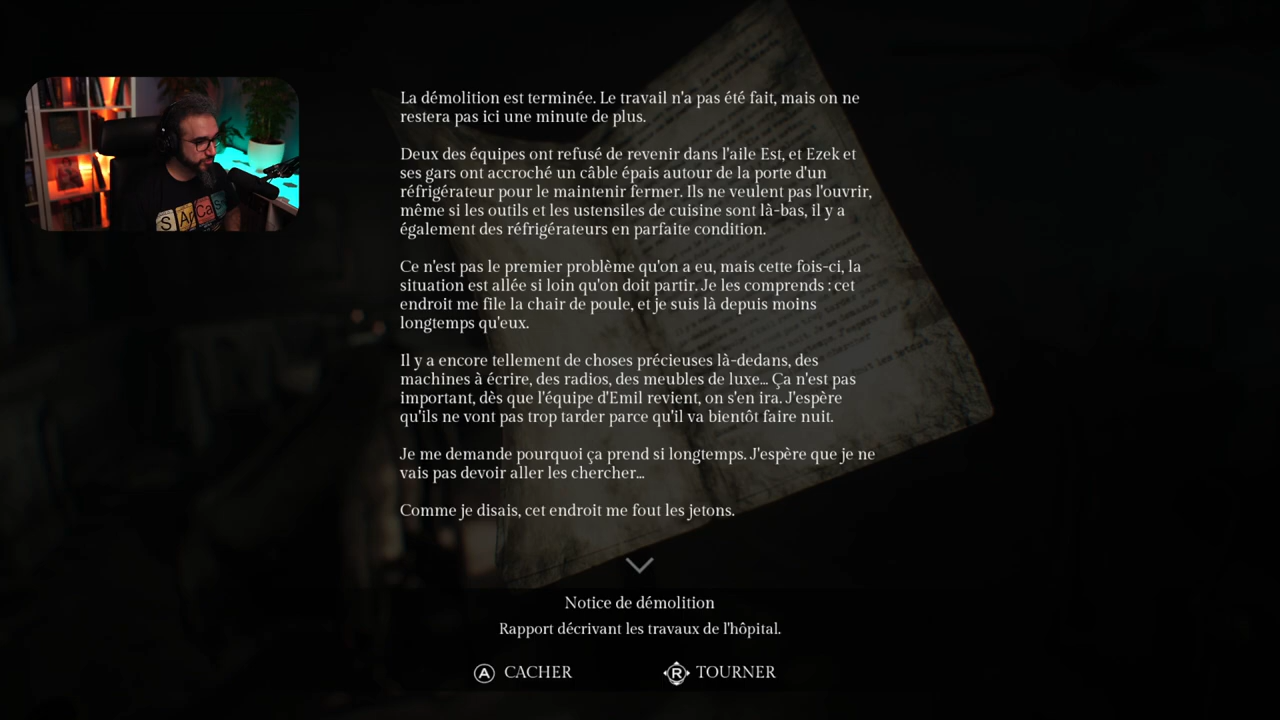 La démolition est terminée. Le travail n'a pas été fait, mais on ne
restera pas ici une minute de plus.
Deux des équipes ont refusé de revenir dans l'aile Est, et Ezek et
ses gars ont accroché un câble épais autour de la porte d'un
réfrigérateur pour le maintenir fermer. Ils ne veulent pas l'ouvrir,
même si les outils et les ustensiles de cuisine sont là-bas, il y a
également des réfrigérateurs en parfaite condition.
Ce n'est pas le premier problème qu'on a eu, mais cette fois-ci, la
situation est allée si loin qu'on doit partir. Je les comprends : cet
endroit me file la chair de poule, et je suis là depuis moins
longtemps qu'eux.
Il y a encore tellement de choses précieuses là-dedans, des
machines à écrire, des radios, des meubles de luxe... Ça n'est pas
important, dès que l'équipe d'Emil revient, on s'en ira. J'espère
qu'ils ne vont pas trop tarder parce qu'il va bientôt faire nuit.
Je me demande pourquoi ça prend si longtemps. J'espère que je ne
vais pas devoir aller les chercher...
Comme je disais, cet endroit me fout les jetons.
Notice de démolition
Rapport décrivant les travaux de l'hôpital.
A CACHER R TOURNER
S Ar Ca S